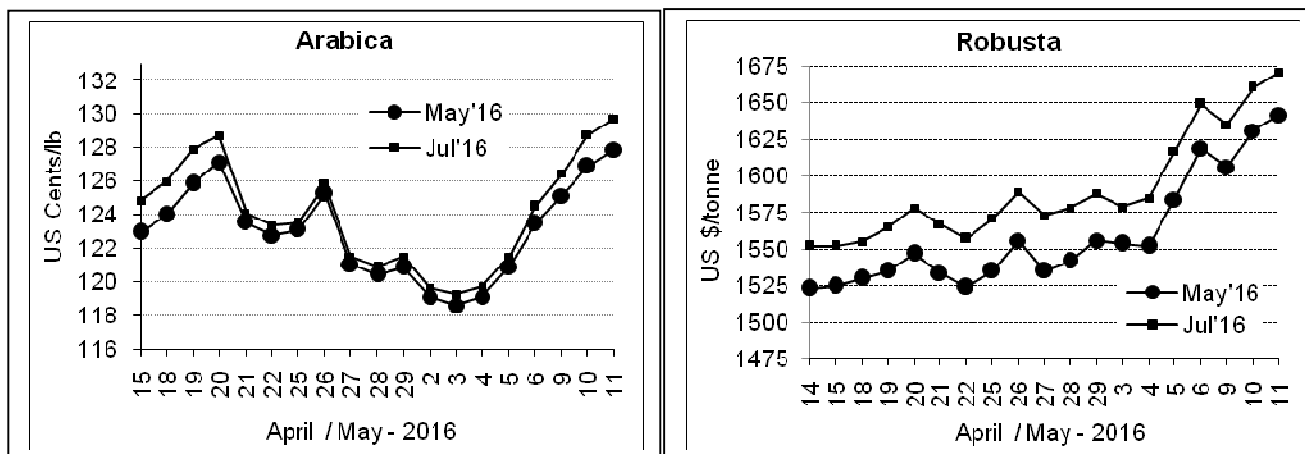 Arabica
US Cents/lb
132
130
128
126
124
122
120
118
116
May'16
Jul'16
15 18 19 20 21 22 25 26 27 28 29 2 3 4 5 6 9 10 11
April / May - 2016
Robusta
US $/tonne
1675
1650
1625
1600
1575
1550
1525
1500
1475
May'16
Jul'16
14 15 18 19 20 21 22 25 26 27 28 29 3 4 5 6 9 10 11
April / May - 2016